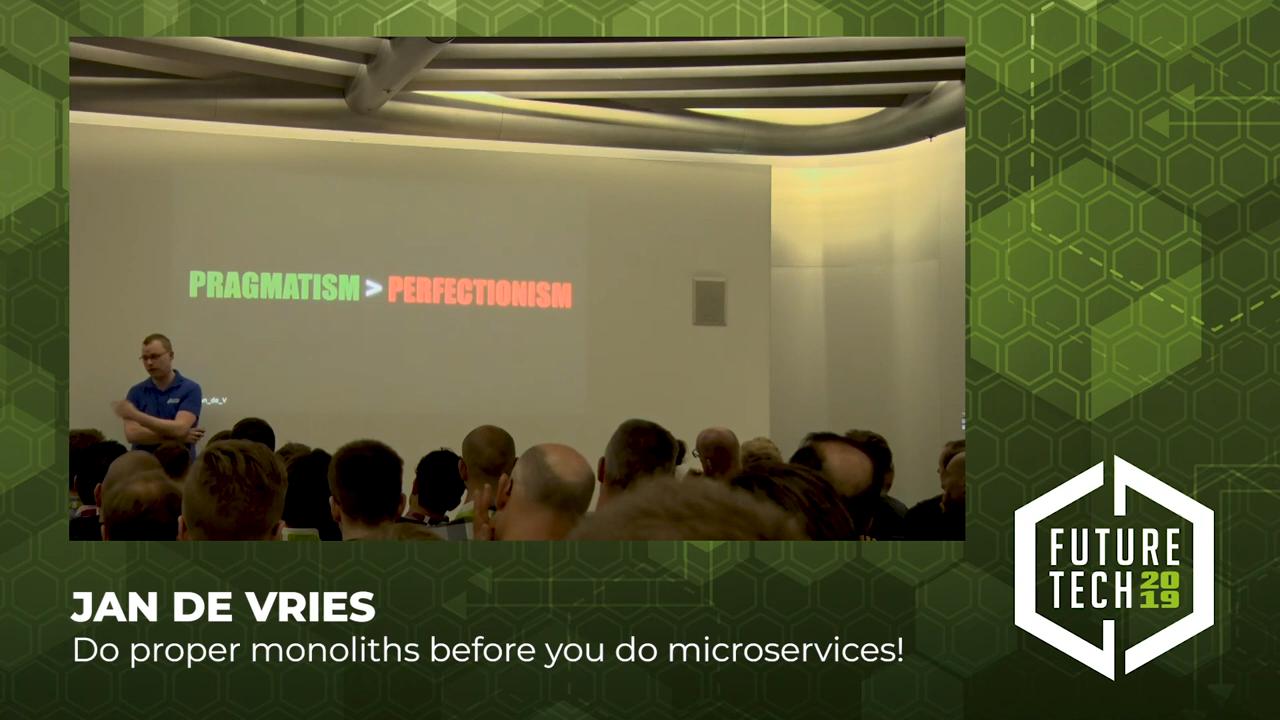 PRAGMATISM > PERFECTIONISM
JAN DE VRIES
Do proper monoliths before you do microservices!
FUTURE
TECH 2019